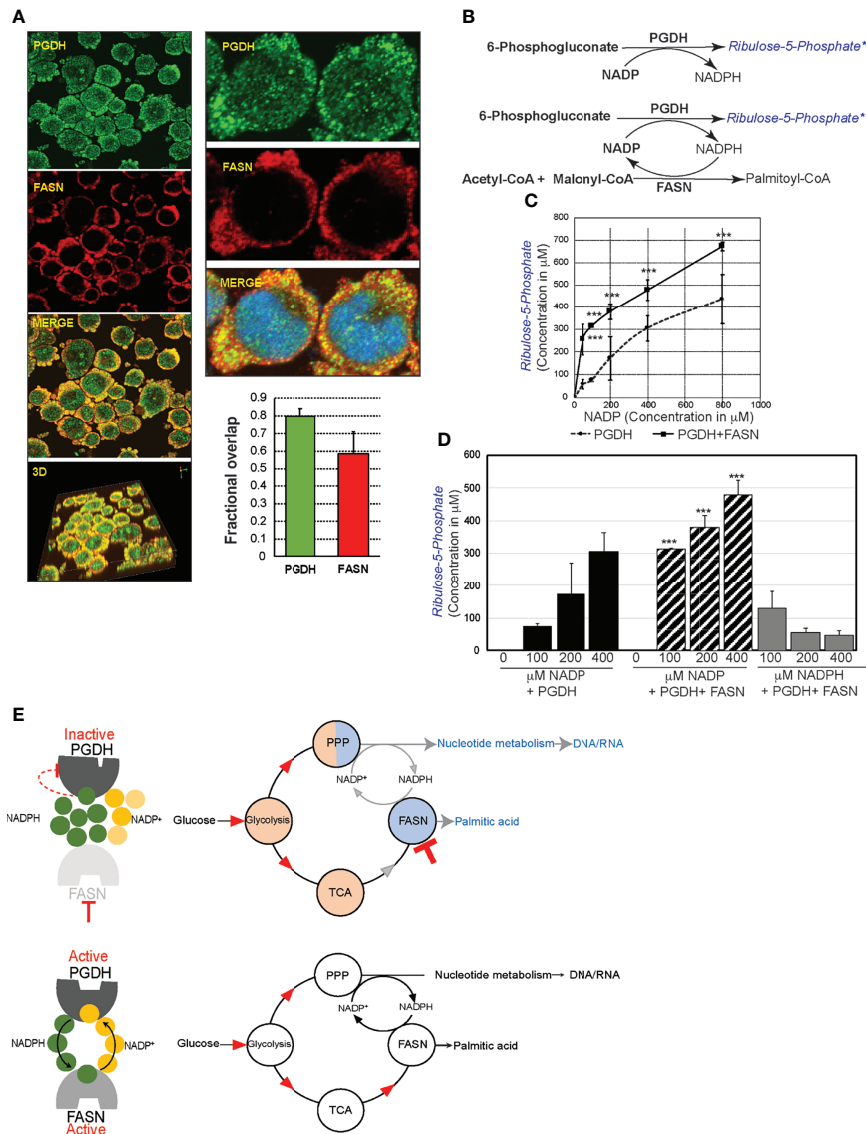 A
PGDH
FASN
MERGE
3D
PGDH
FASN
MERGE
0.9
0.8
0.7
0.6
0.5
0.4
0.3
0.2
0.1
0
Fractional overlap
PGDH
FASN
B
6-Phosphogluconate
PGDH
Ribulose-5-Phosphate*
NADP
NADPH
6-Phosphogluccnate
PGDH
Ribulose-5-Phosphate*
NADP
NADPH
Acetyl-CoA + Malonyl-CoA
FASN
Palmitoyl-CoA
C
800
700
600
500
400
300
200
100
0
Ribulose-5-Phosphate
(Concentration in μM)
***
***
***
***
***
0 200 400 600 800 1000
NADP (Concentration in μM)
PGDH
PGDH+FASN
D
600
500
400
300
200
100
Ribulose-5-Phosphate
(Concentration in μM)
***
***
***
0 100 200 400 0 100 200 400 100 200 400
μM NADP
+ PGDH
μM NADP
+ PGDH+ FASN
μM NADPH
+ PGDH+ FASN
E
Inactive
PGDH
NADPH
NADP+
FASN
Glucose
Glycolysis
PPP
NADP+
NADPH
Nucleotide metabolism
DNA/RNA
FASN
Palmitic acid
TCA
Active
PGDH
NADPH
NADP+
FASN
Active
Glucose
Glycolysis
PPP
NADP+
NADPH
Nucleotide metabolism
DNA/RNA
FASN
Palmitic acid
TCA